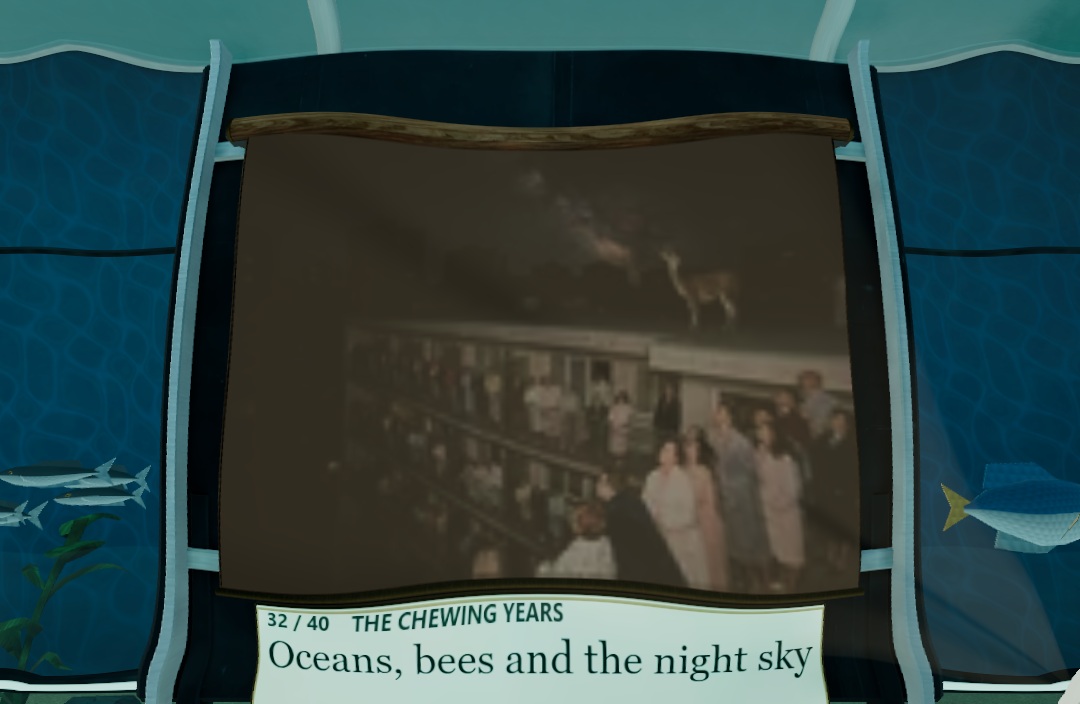 32 / 40 THE CHEWING YEARS
Oceans, bees and the night sky